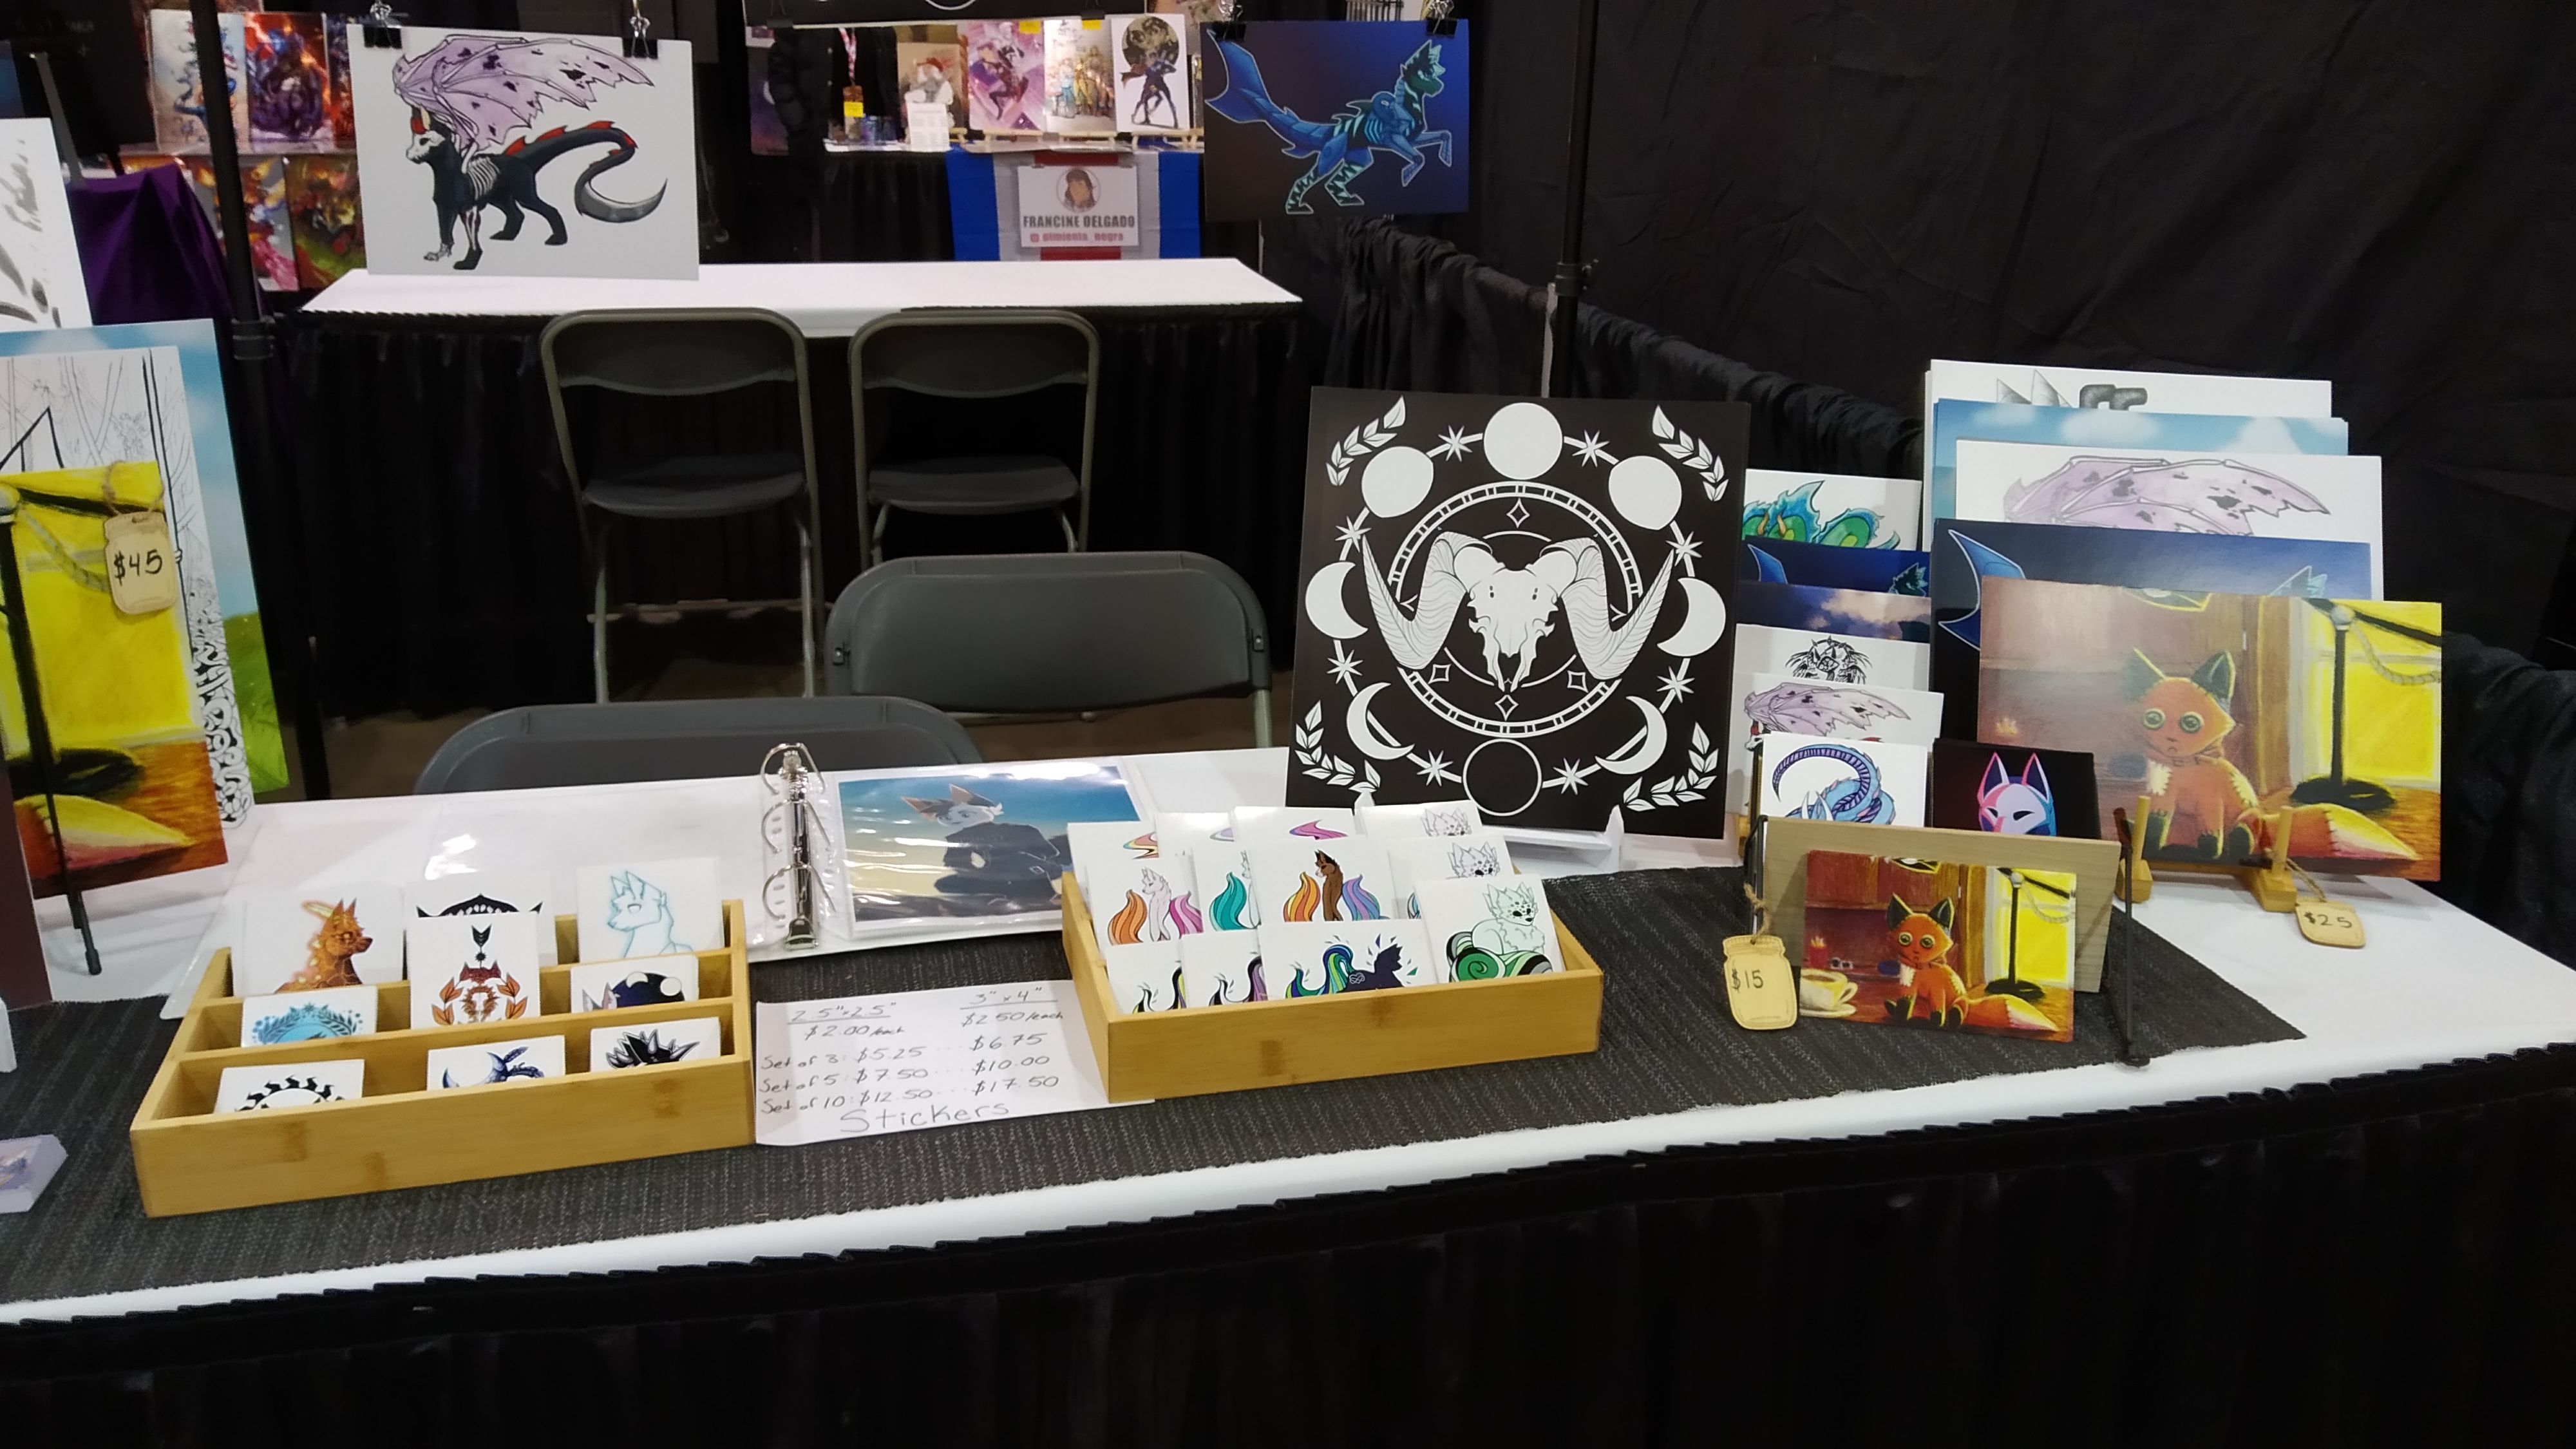 FRANCINE DELGADO
pimienta_negra
$45
2.5"x2.5"
$2.00/each
Set of 3: $5.25
Set of 5: $7.50
Set of 10: $12.50
3"x4"
$2.50/each
$6.75
$10.00
$17.50
Stickers
$15
$25